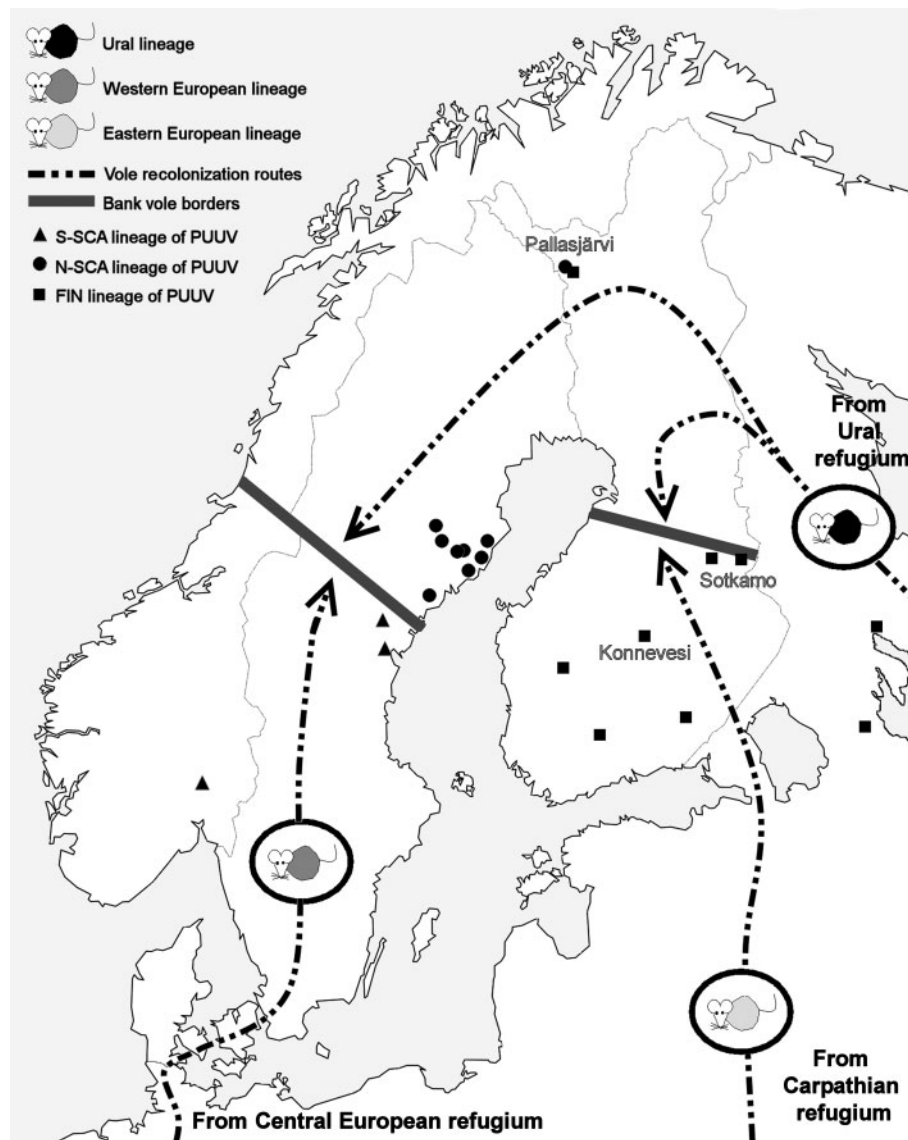 Ural lineage
Western European lineage
Eastern European lineage
Vole recolonization routes
Bank vole borders
S-SCA lineage of PUUV
N-SCA lineage of PUUV
FIN lineage of PUUV
Pallasjärvi
From
Ural
refugium
Sotkamo
Konnevesi
From
Carpathian
refugium
From Central European refugium